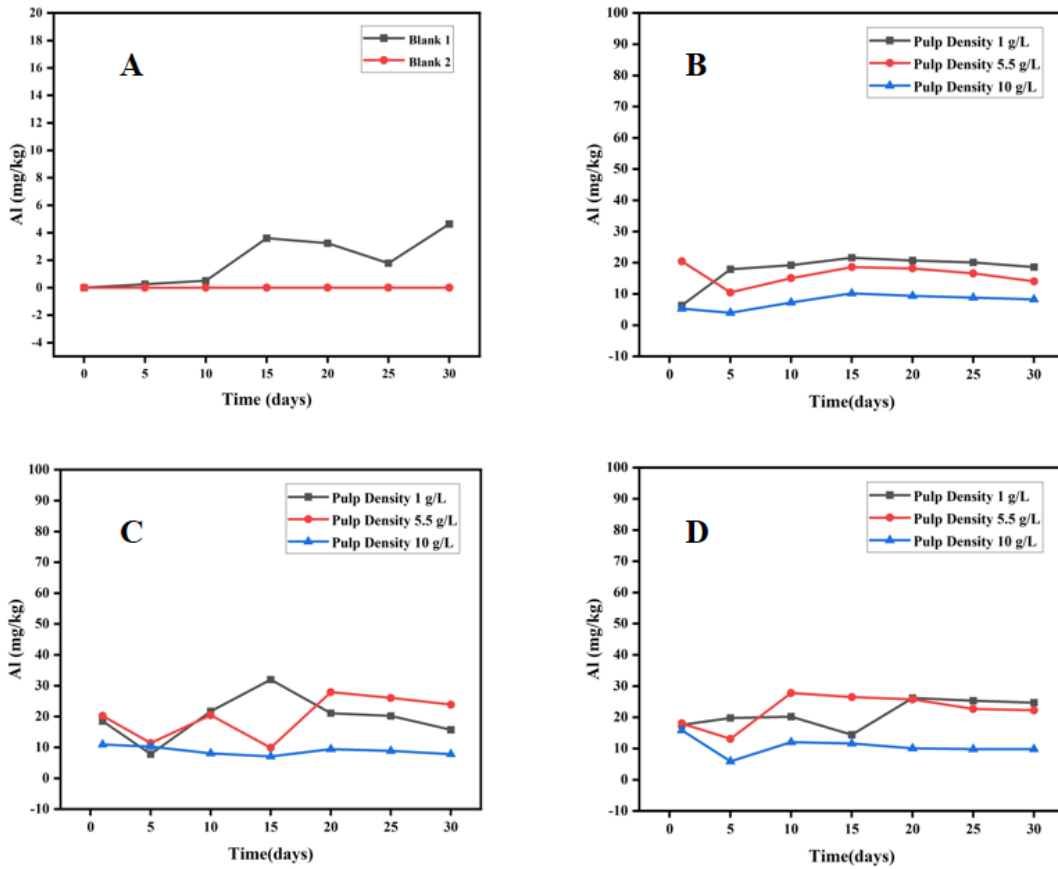 A
Blank 1
Blank 2
20
18
16
14
12
10
8
6
4
2
0
-2
-4
Al (mg/kg)
0 5 10 15 20 25 30
Time (days)
B
Pulp Density 1 g/L
Pulp Density 5.5 g/L
Pulp Density 10 g/L
100
90
80
70
60
50
40
30
20
10
0
-10
Al (mg/kg)
0 5 10 15 20 25 30
Time(days)
C
Pulp Density 1 g/L
Pulp Density 5.5 g/L
Pulp Density 10 g/L
100
90
80
70
60
50
40
30
20
10
0
-10
Al (mg/kg)
0 5 10 15 20 25 30
Time(days)
D
Pulp Density 1 g/L
Pulp Density 5.5 g/L
Pulp Density 10 g/L
100
90
80
70
60
50
40
30
20
10
0
-10
Al (mg/kg)
0 5 10 15 20 25 30
Time(days)